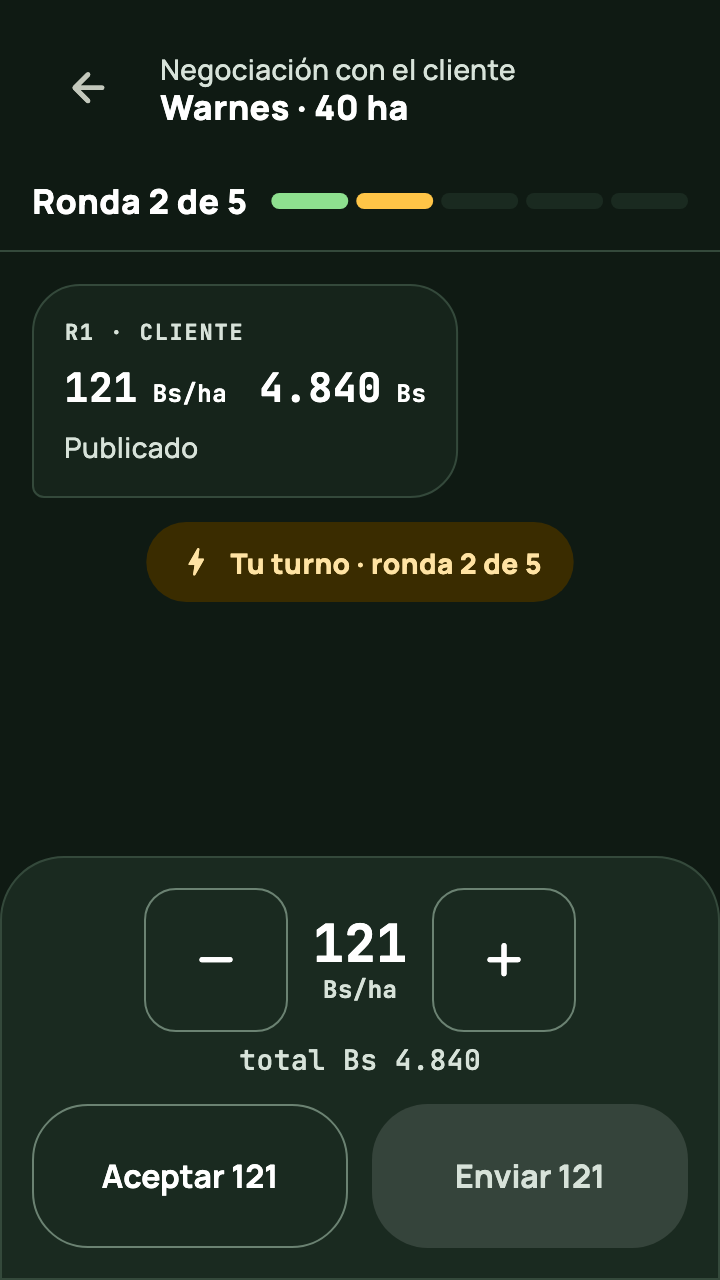 Negociación con el cliente
Warnes · 40 ha
Ronda 2 de 5
R1 · CLIENTE
121 Bs/ha 4.840 Bs
Publicado
Tu turno · ronda 2 de 5
121
Bs/ha
total Bs 4.840
Aceptar 121
Enviar 121